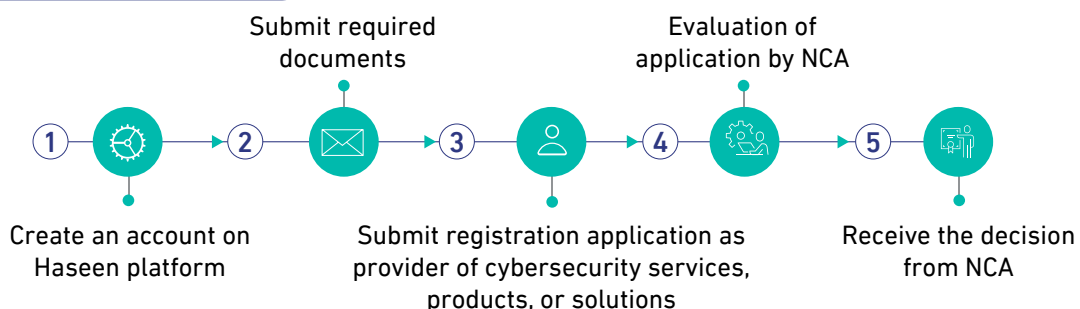 1
Create an account on
Haseen platform
2
Submit required
documents
3
Submit registration application as
provider of cybersecurity services,
products, or solutions
4
Evaluation of
application by NCA
5
Receive the decision
from NCA